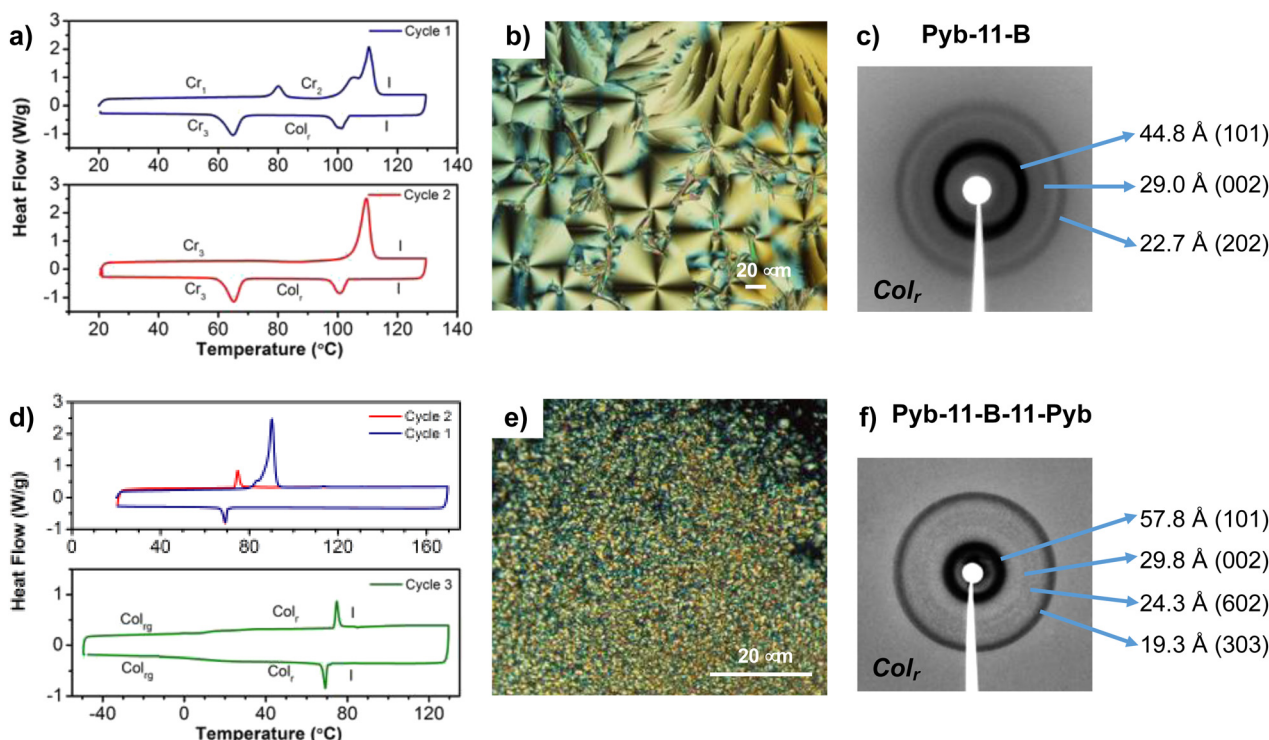 a)
3
2
1
0
-1
Cycle 1
Cr1
Cr2
I
Cr3
Colr
I
20 40 60 80 100 120 140
3
2
1
0
-1
Cycle 2
Cr3
I
Cr3
Colr
I
20 40 60 80 100 120 140
Heat Flow (W/g)
Temperature (°C)
b)
20 ∝m
c)
Pyb-11-B
44.8 Å (101)
29.0 Å (002)
22.7 Å (202)
Colr
d)
3
2
1
0
-1
Cycle 2
Cycle 1
0 40 80 120 160
1
0
-1
Cycle 3
Colrg
Colr
I
Colrg
Colr
I
-40 0 40 80 120
Heat Flow (W/g)
Temperature (°C)
e)
20 ∝m
f)
Pyb-11-B-11-Pyb
57.8 Å (101)
29.8 Å (002)
24.3 Å (602)
19.3 Å (303)
Colr